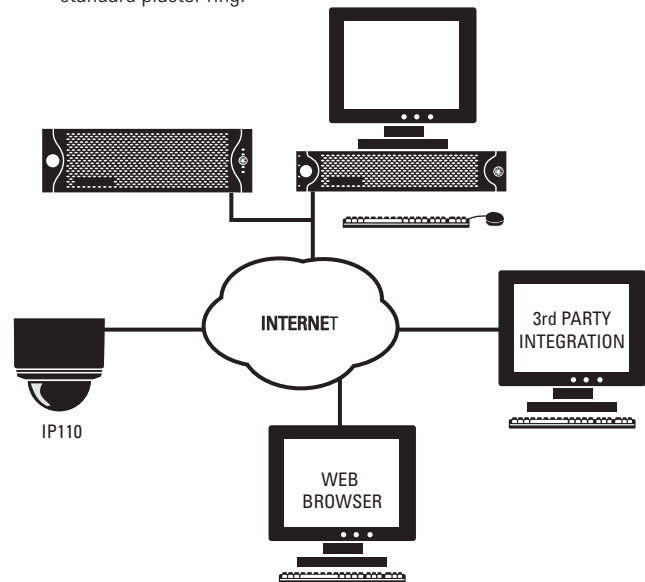 INTERNET
3rd PARTY
INTEGRATION
IP110
WEB
BROWSER